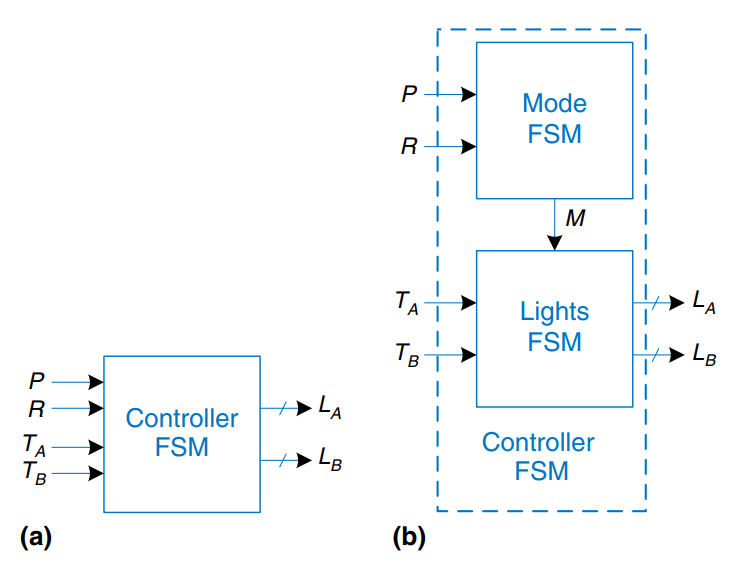 P
R
T_A
T_B
Controller
FSM
L_A
L_B
(a)
P
R
Mode
FSM
M
T_A
T_B
Lights
FSM
L_A
L_B
Controller
FSM
(b)